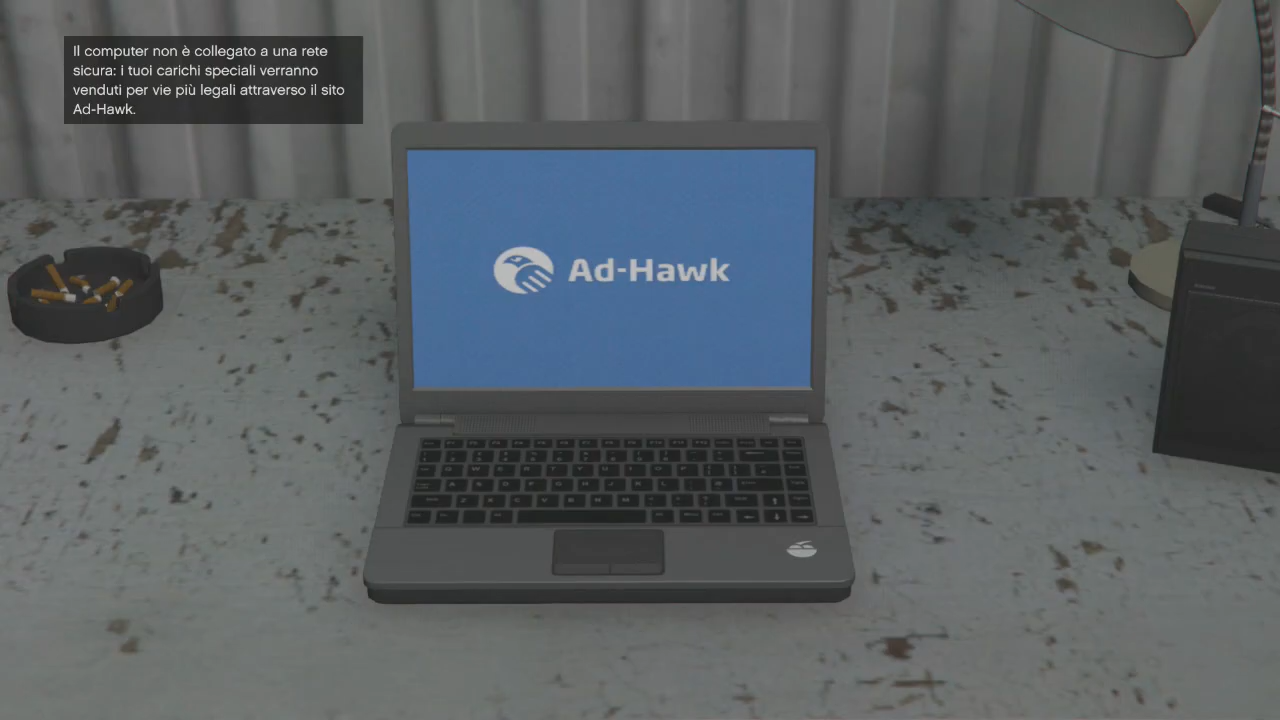 Il computer non è collegato a una rete
sicura: i tuoi carichi speciali verranno
venduti per vie più legali attraverso il sito
Ad-Hawk.
Ad-Hawk